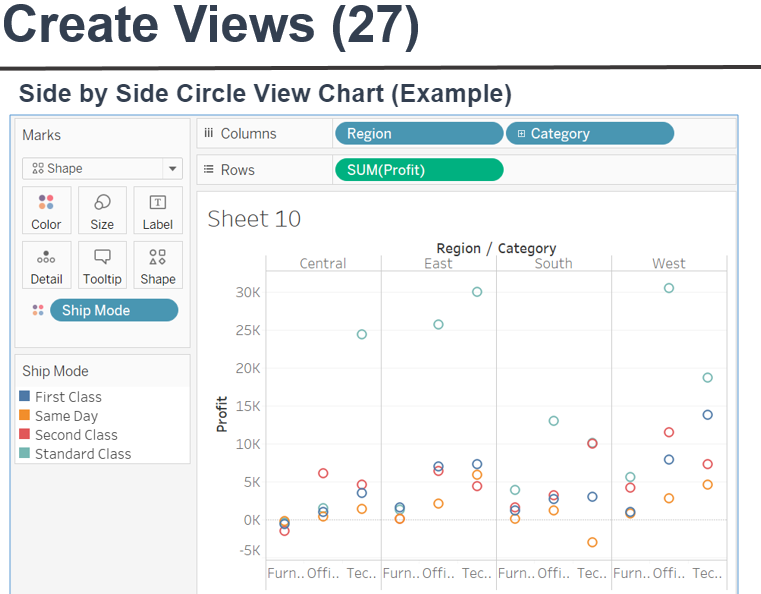 Create Views (27)
Side by Side Circle View Chart (Example)
Marks
Shape
Color Size Label
Detail Tooltip Shape
Ship Mode
Ship Mode
First Class
Same Day
Second Class
Standard Class
Columns Region Category
Rows SUM(Profit)
Sheet 10
Region / Category
Central East South West
Profit
30K
25K
20K
15K
10K
5K
0K
-5K
Furn.. Offi.. Tec.. Furn.. Offi.. Tec.. Furn.. Offi.. Tec.. Furn.. Offi.. Tec..